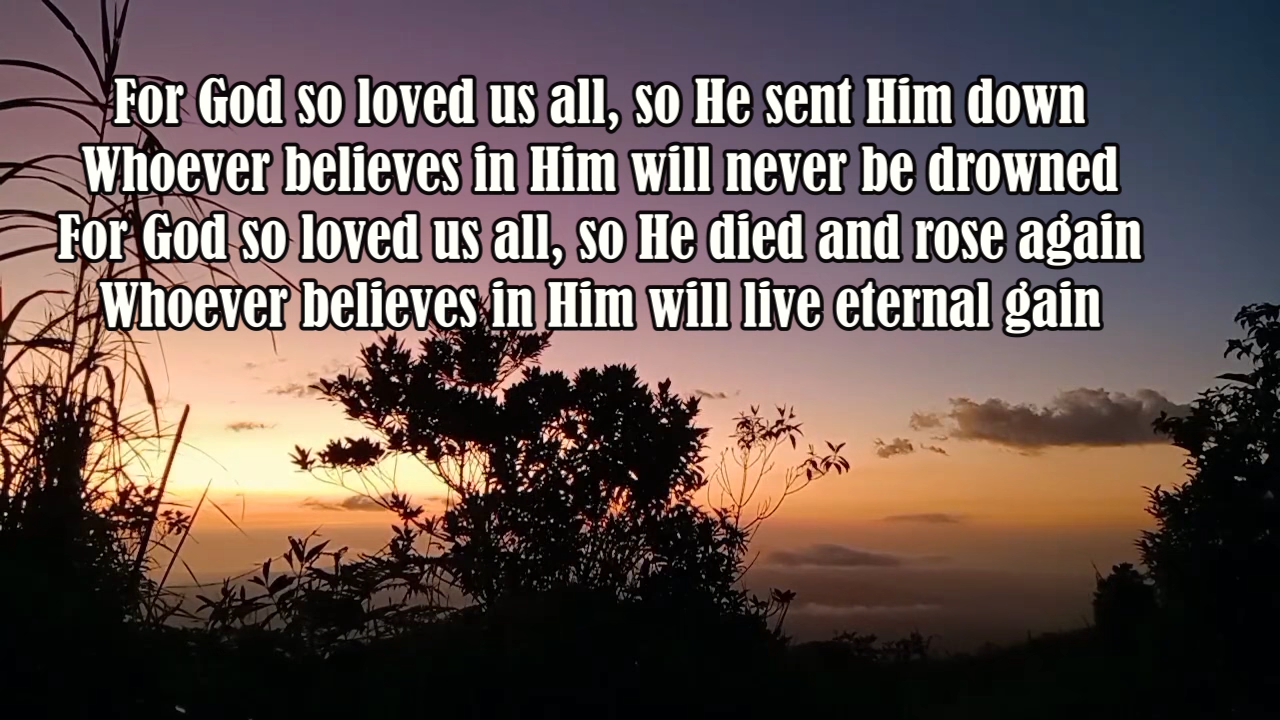 For God so loved us all, so He sent Him down
Whoever believes in Him will never be drowned
For God so loved us all, so He died and rose again
Whoever believes in Him will live eternal gain